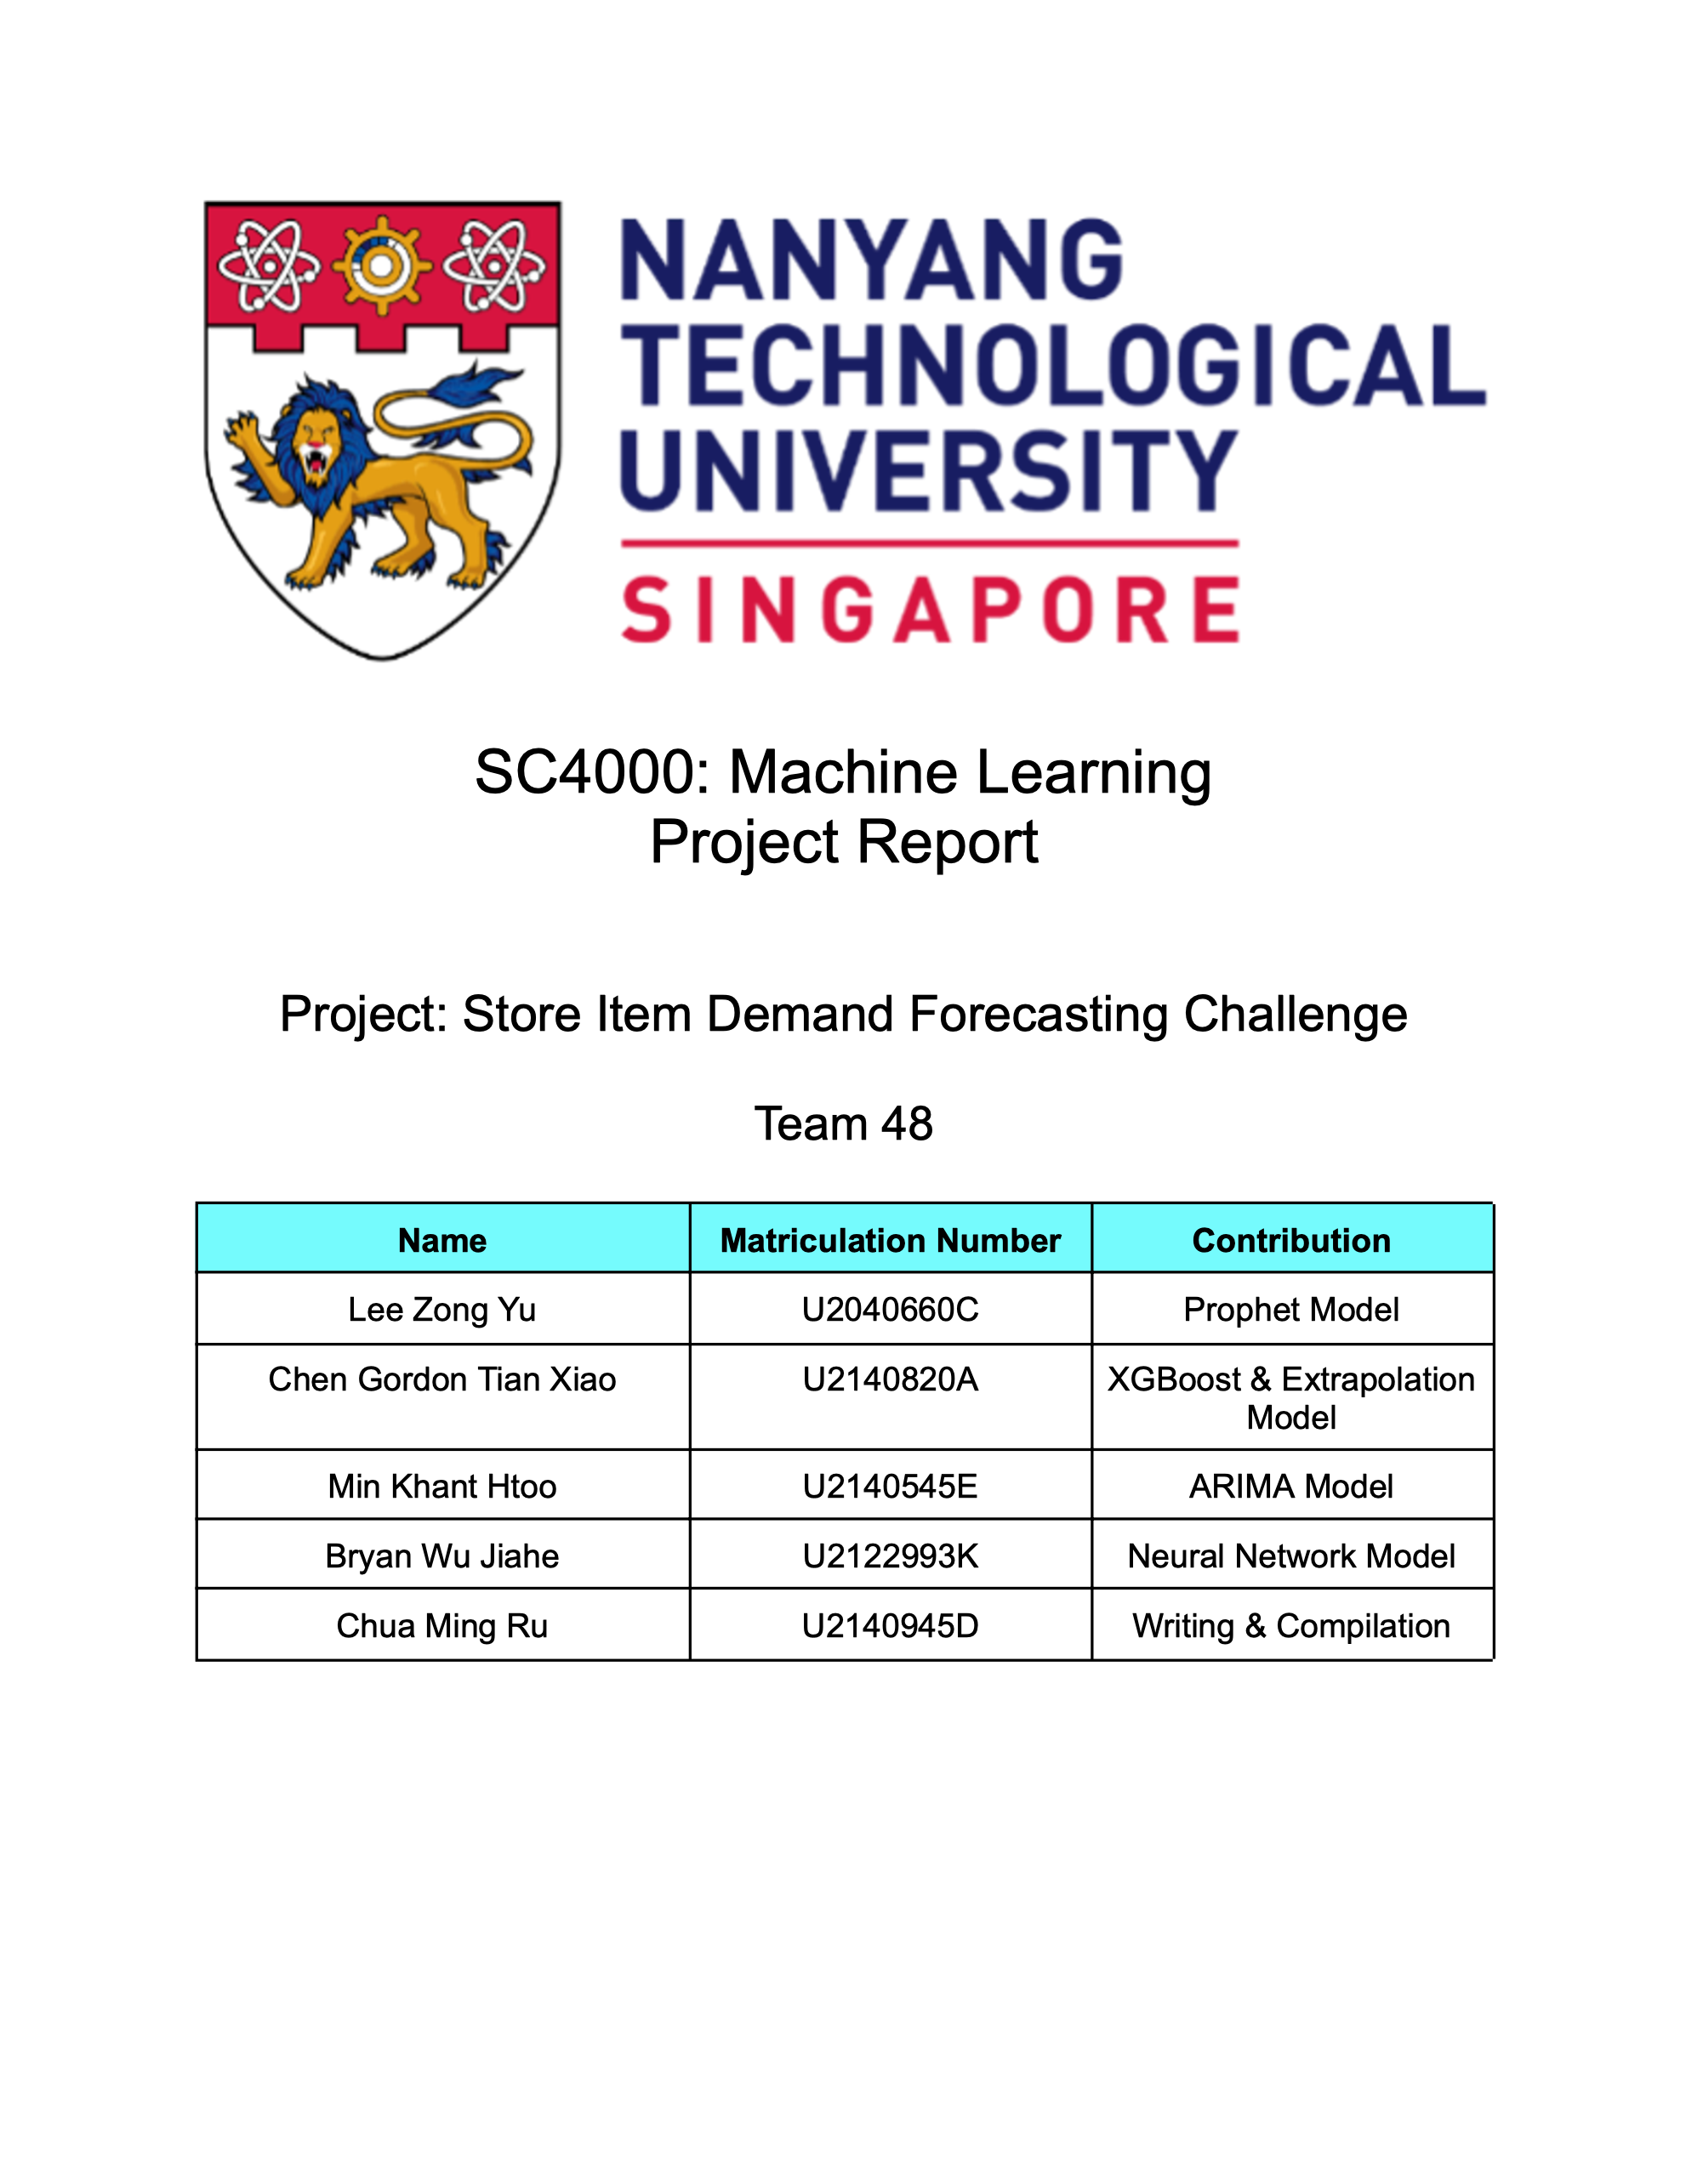 NANYANG
TECHNOLOGICAL
UNIVERSITY
SINGAPORE
SC4000: Machine Learning
Project Report
Project: Store Item Demand Forecasting Challenge
Team 48
Name Matriculation Number Contribution
Lee Zong Yu U2040660C Prophet Model
Chen Gordon Tian Xiao U2140820A XGBoost & Extrapolation
Model
Min Khant Htoo U2140545E ARIMA Model
Bryan Wu Jiahe U2122993K Neural Network Model
Chua Ming Ru U2140945D Writing & Compilation